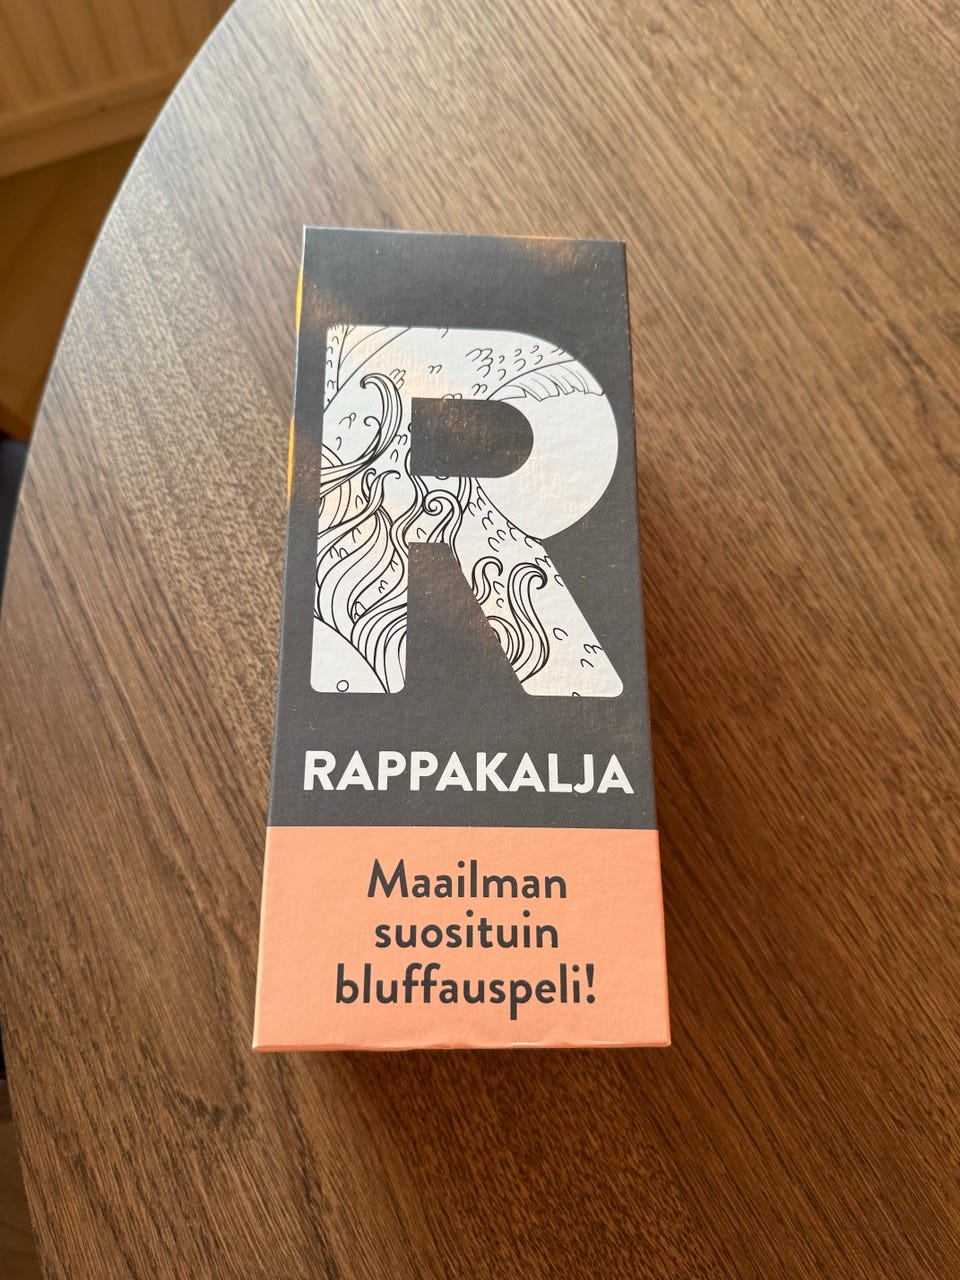 R
RAPPAKALJA
Maailman
suosituin
bluffauspeli!